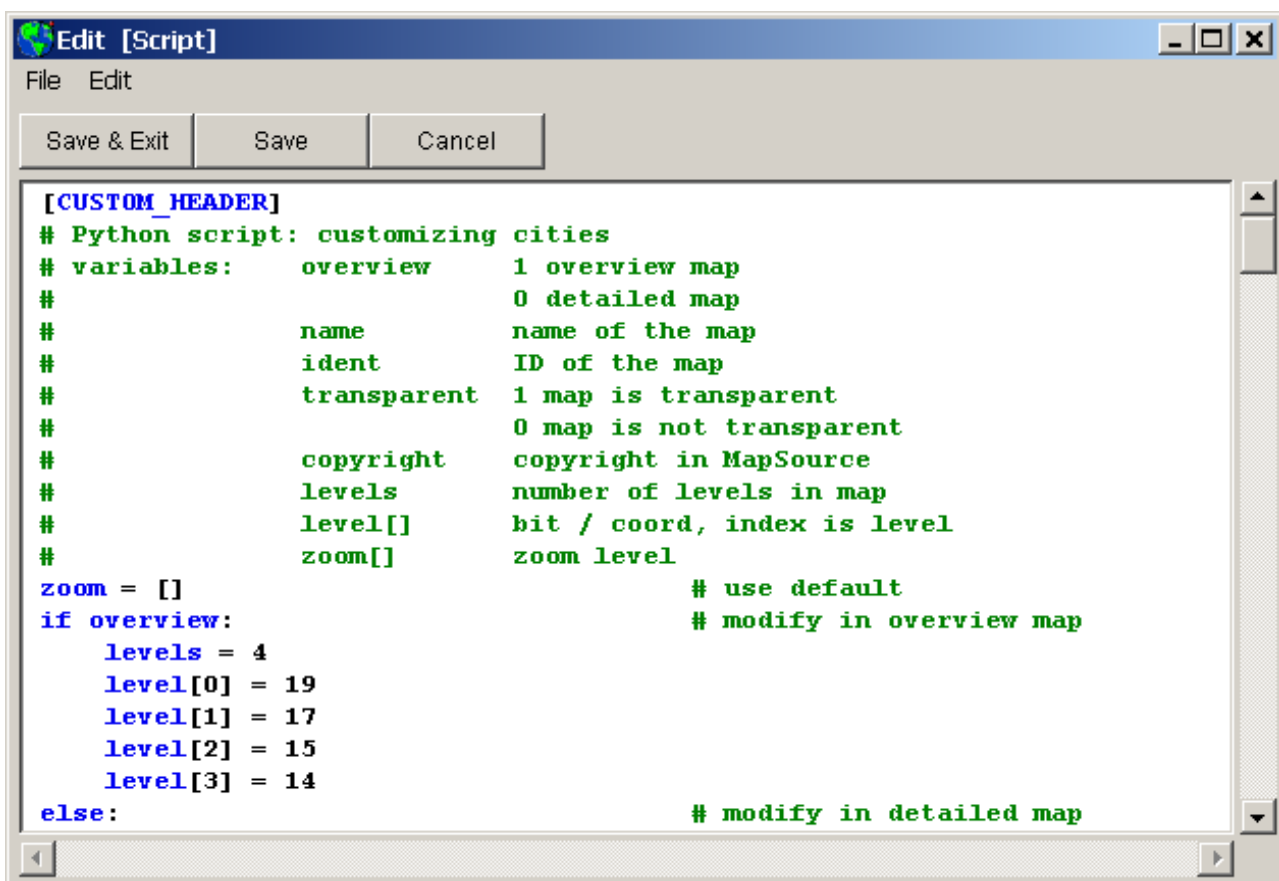 Edit [Script]
File Edit
Save & Exit Save Cancel
[CUSTOM_HEADER]
# Python script: customizing cities
# variables:    overview     1 overview map
#                            0 detailed map
#               name         name of the map
#               ident        ID of the map
#               transparent  1 map is transparent
#                            0 map is not transparent
#               copyright    copyright in MapSource
#               levels       number of levels in map
#               level[]      bit / coord, index is level
#               zoom[]       zoom level
zoom = []                               # use default
if overview:                            # modify in overview map
    levels = 4
    level[0] = 19
    level[1] = 17
    level[2] = 15
    level[3] = 14
else:                                   # modify in detailed map